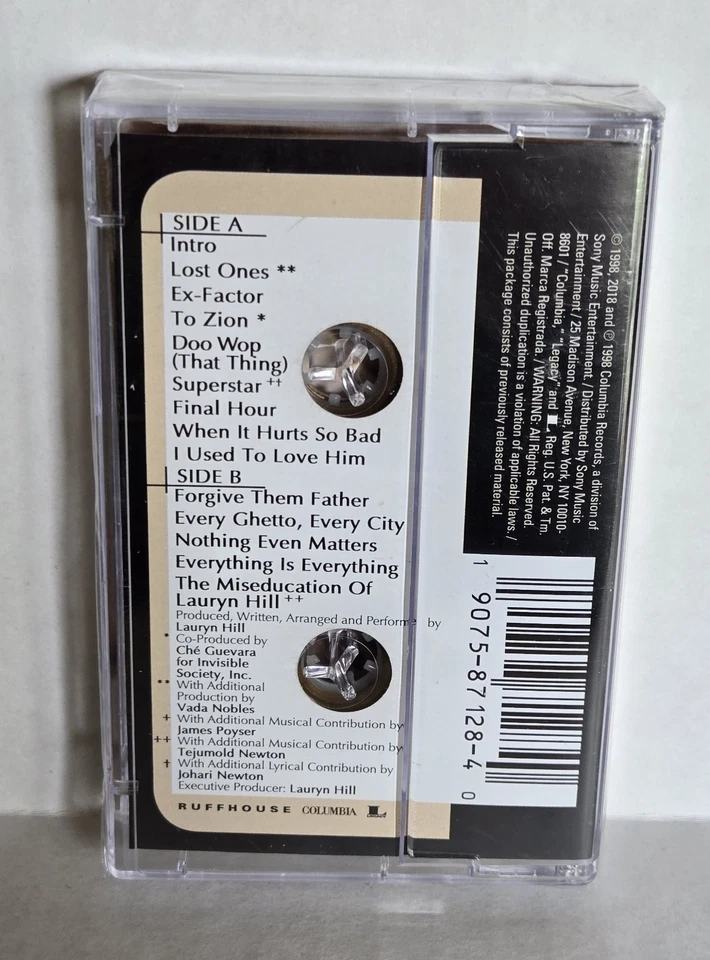 SIDE A
Intro
Lost Ones **
Ex-Factor
To Zion *
Doo Wop
(That Thing)
Superstar ++
Final Hour
When It Hurts So Bad
I Used To Love Him
SIDE B
Forgive Them Father
Every Ghetto, Every City
Nothing Even Matters
Everything Is Everything
The Miseducation Of
Lauryn Hill ++
Produced, Written, Arranged and Performed by
Lauryn Hill
* Co-Produced by
Ché Guevara
for Invisible
Society, Inc.
** With Additional
Production by
Vada Nobles
+ With Additional Musical Contribution by
James Poyser
++ With Additional Musical Contribution by
Tejumold Newton
† With Additional Lyrical Contribution by
Johari Newton
Executive Producer: Lauryn Hill
RUFFHOUSE COLUMBIA
© 1998, 2018 and ℗ 1998 Columbia Records, a division of
Sony Music Entertainment / Distributed by Sony Music
Entertainment / 25 Madison Avenue, New York, NY 10010-
8601 / "Columbia," "Legacy" and L Reg. U.S. Pat. & Tm.
Off. Marca Registrada. / WARNING: All Rights Reserved.
Unauthorized duplication is a violation of applicable laws. /
This package consists of previously released material.
1 9075-87128-4 0